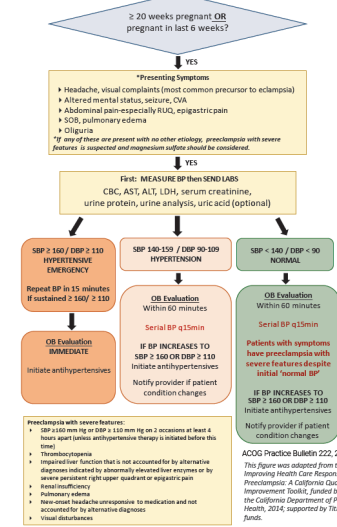 ≥ 20 weeks pregnant OR
pregnant in last 6 weeks?
YES
*Presenting Symptoms
Headache, visual complaints (most common precursor to eclampsia)
Altered mental status, seizure, CVA
Abdominal pain-especially RUQ, epigastric pain
SOB, pulmonary edema
Oliguria
*If any of these are present with no other etiology, preeclampsia with severe
features is suspected and magnesium sulfate should be considered.
YES
First: MEASURE BP then SEND LABS
CBC, AST, ALT, LDH, serum creatinine,
urine protein, urine analysis, uric acid (optional)
SBP ≥ 160 / DBP ≥ 110
HYPERTENSIVE
EMERGENCY
Repeat BP in 15 minutes
If sustained ≥ 160/ ≥ 110
OB Evaluation
IMMEDIATE
Initiate antihypertensives
SBP 140-159 / DBP 90-109
HYPERTENSION
OB Evaluation
Within 60 minutes
Serial BP q15min
IF BP INCREASES TO
SBP ≥ 160 OR DBP ≥ 110
Initiate antihypertensives
Notify provider if patient
condition changes
SBP < 140 / DBP < 90
NORMAL
OB Evaluation
Within 60 minutes
Serial BP q15min
Patients with symptoms
have preeclampsia with
severe features despite
initial 'normal BP'
IF BP INCREASES TO
SBP ≥ 160 OR DBP ≥ 110
Initiate antihypertensives
Notify provider if patient
condition changes
Preeclampsia with severe features:
SBP ≥160 mm Hg or DBP ≥ 110 mm Hg on 2 occasions at least 4
hours apart (unless antihypertensive therapy is initiated before this
time)
Thrombocytopenia
Impaired liver function that is not accounted for by alternative
diagnoses indicated by abnormally elevated liver enzymes or by
severe persistent right upper quadrant or epigastric pain
Renal insufficiency
Pulmonary edema
New-onset headache unresponsive to medication and not
accounted for by alternative diagnoses
Visual disturbances
ACOG Practice Bulletin 222, 2
This figure was adapted from t
Improving Health Care Respon
Preeclampsia: A California Qu
Improvement Toolkit, funded b
the California Department of P
Health, 2014; supported by Tit
funds.